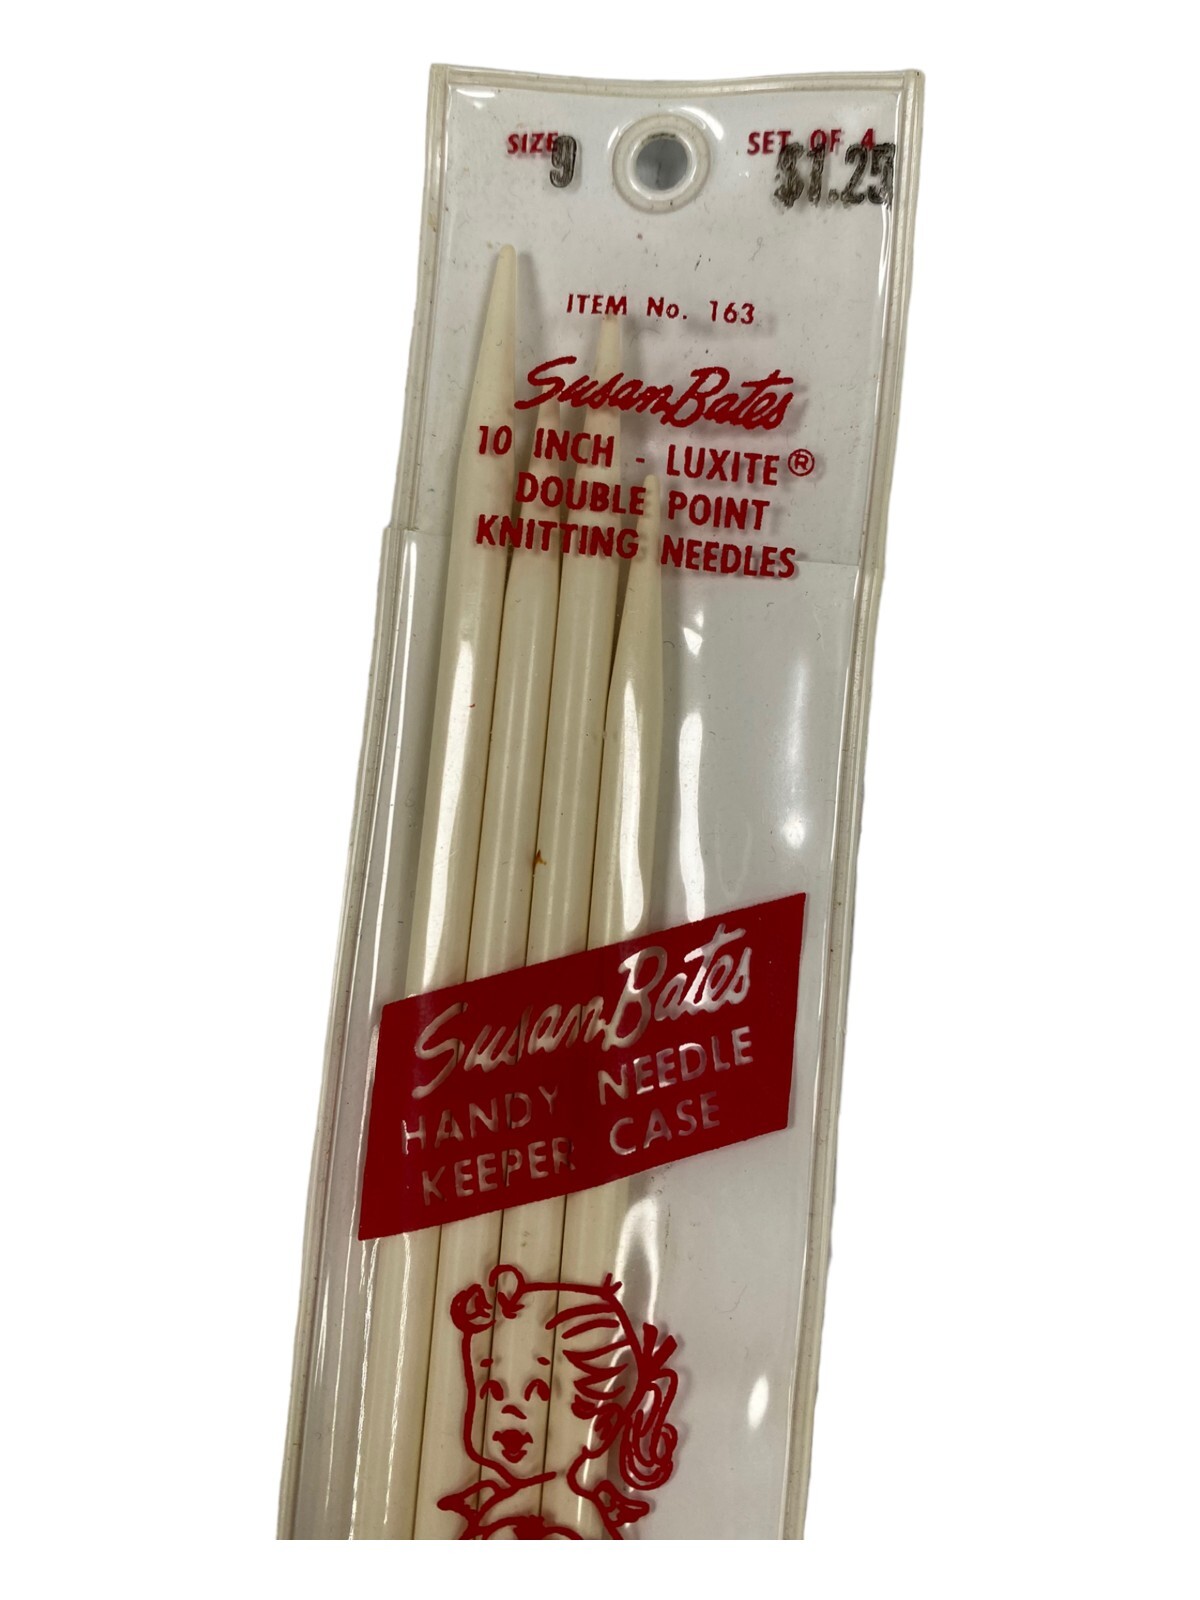 SIZE 9 SET OF 4
$1.25
ITEM No. 163
Susan Bates
10 INCH - LUXITE®
DOUBLE POINT
KNITTING NEEDLES
Susan Bates
HANDY NEEDLE
KEEPER CASE